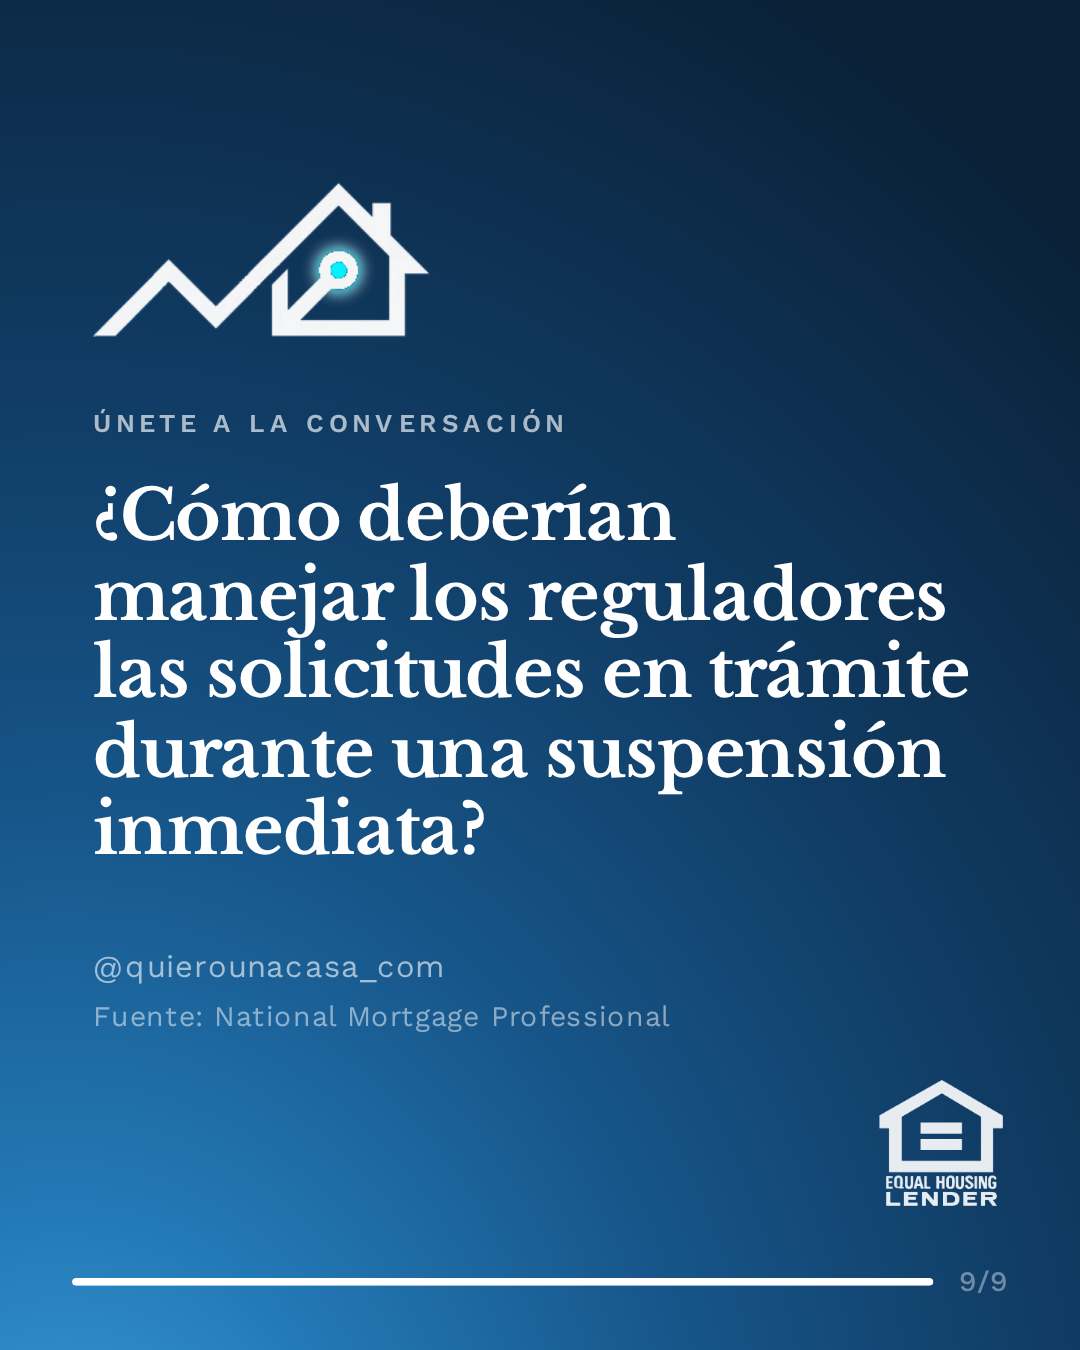 ÚNETE A LA CONVERSACIÓN
¿Cómo deberían
manejar los reguladores
las solicitudes en trámite
durante una suspensión
inmediata?
@quierounacasa_com
Fuente: National Mortgage Professional
EQUAL HOUSING
LENDER
9/9